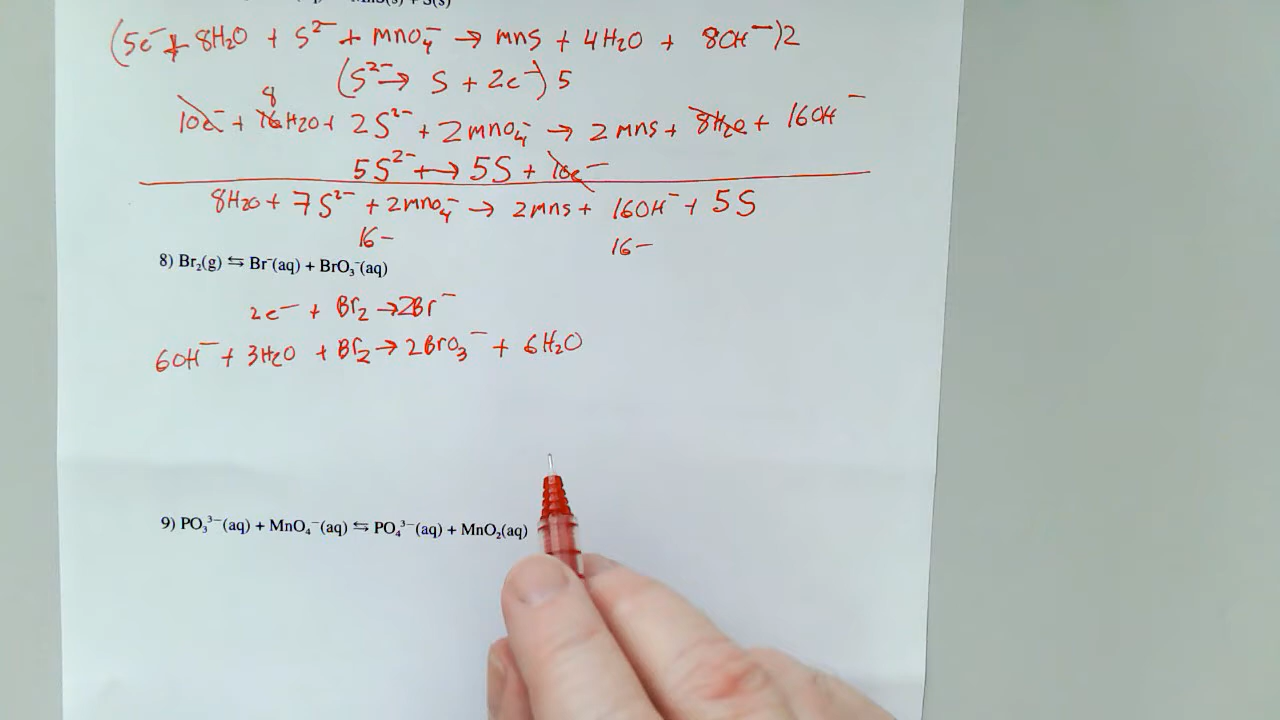 MnS(s) + S(s)
(5e⁻ + 8H2O + S²⁻ + mnO4⁻ → mnS + 4H2O + 8OH⁻)2
(S²⁻ → S + 2e⁻) 5
8
10e⁻ + 16H2O + 2S²⁻ + 2mnO4⁻ → 2mnS + 8H2O + 16OH⁻
5S²⁻ → 5S + 10e⁻
8H2O + 7S²⁻ + 2mnO4⁻ → 2mnS + 16OH⁻ + 5S
16- 16-
8) Br₂(g) ⇆ Br⁻(aq) + BrO₃⁻(aq)
2e⁻ + Br2 → 2Br⁻
6OH⁻ + 3H2O + Br2 → 2BrO3⁻ + 6H2O
9) PO₃³⁻(aq) + MnO₄⁻(aq) ⇆ PO₄³⁻(aq) + MnO₂(aq)